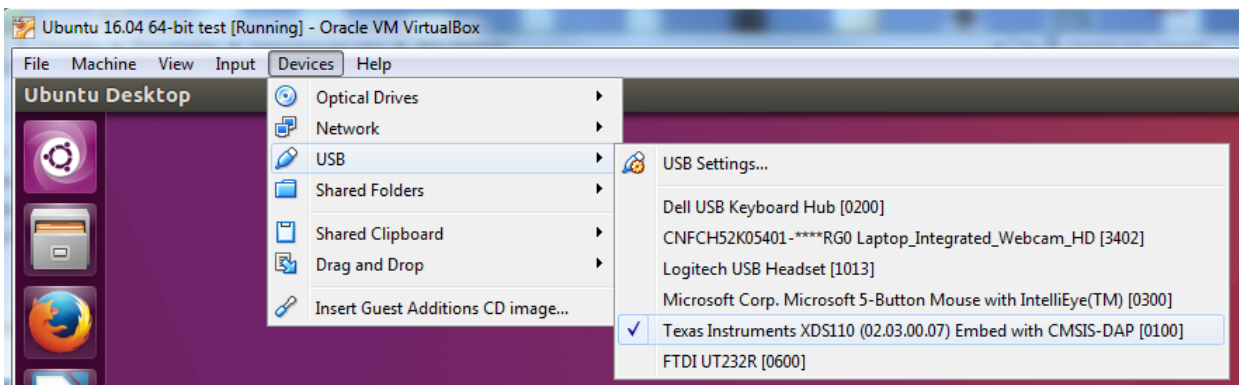 Ubuntu 16.04 64-bit test [Running] - Oracle VM VirtualBox
File Machine View Input Devices Help
Ubuntu Desktop
Optical Drives
Network
USB
Shared Folders
Shared Clipboard
Drag and Drop
Insert Guest Additions CD image...
USB Settings...
Dell USB Keyboard Hub [0200]
CNFCH52K05401-****RG0 Laptop_Integrated_Webcam_HD [3402]
Logitech USB Headset [1013]
Microsoft Corp. Microsoft 5-Button Mouse with IntelliEye(TM) [0300]
Texas Instruments XDS110 (02.03.00.07) Embed with CMSIS-DAP [0100]
FTDI UT232R [0600]